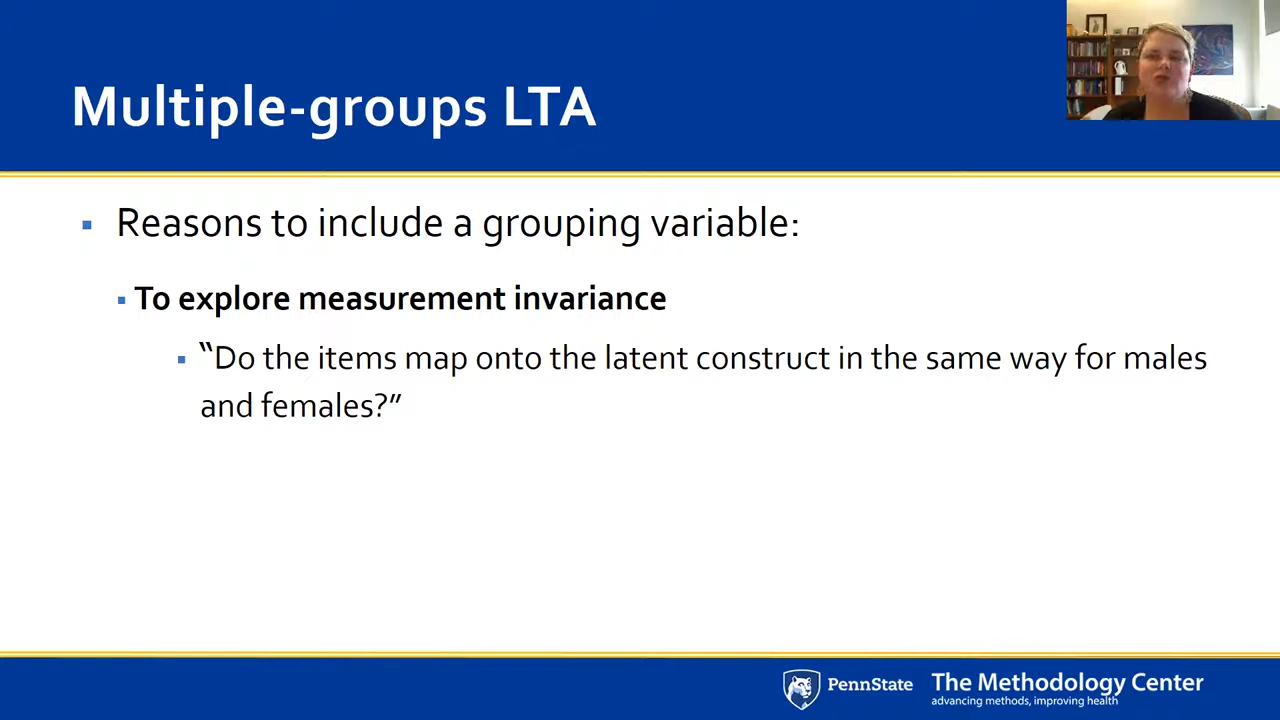 Multiple-groups LTA
▪ Reasons to include a grouping variable:
▪ To explore measurement invariance
▪ “Do the items map onto the latent construct in the same way for males
and females?”
PennState
The Methodology Center
advancing methods, improving health